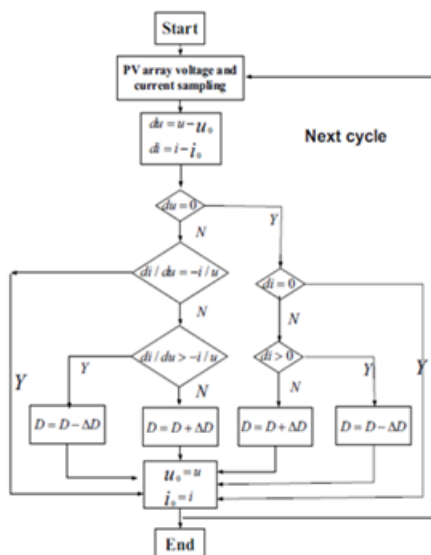 Start
PV array voltage and
current sampling
du = u − u₀
di = i − i₀
Next cycle
du = 0
Y
N
di / du = −i / u
di = 0
N
N
di / du > −i / u
di > 0
Y
Y
Y
Y
N
N
D = D − ΔD
D = D + ΔD
D = D + ΔD
D = D − ΔD
u₀ = u
i₀ = i
End